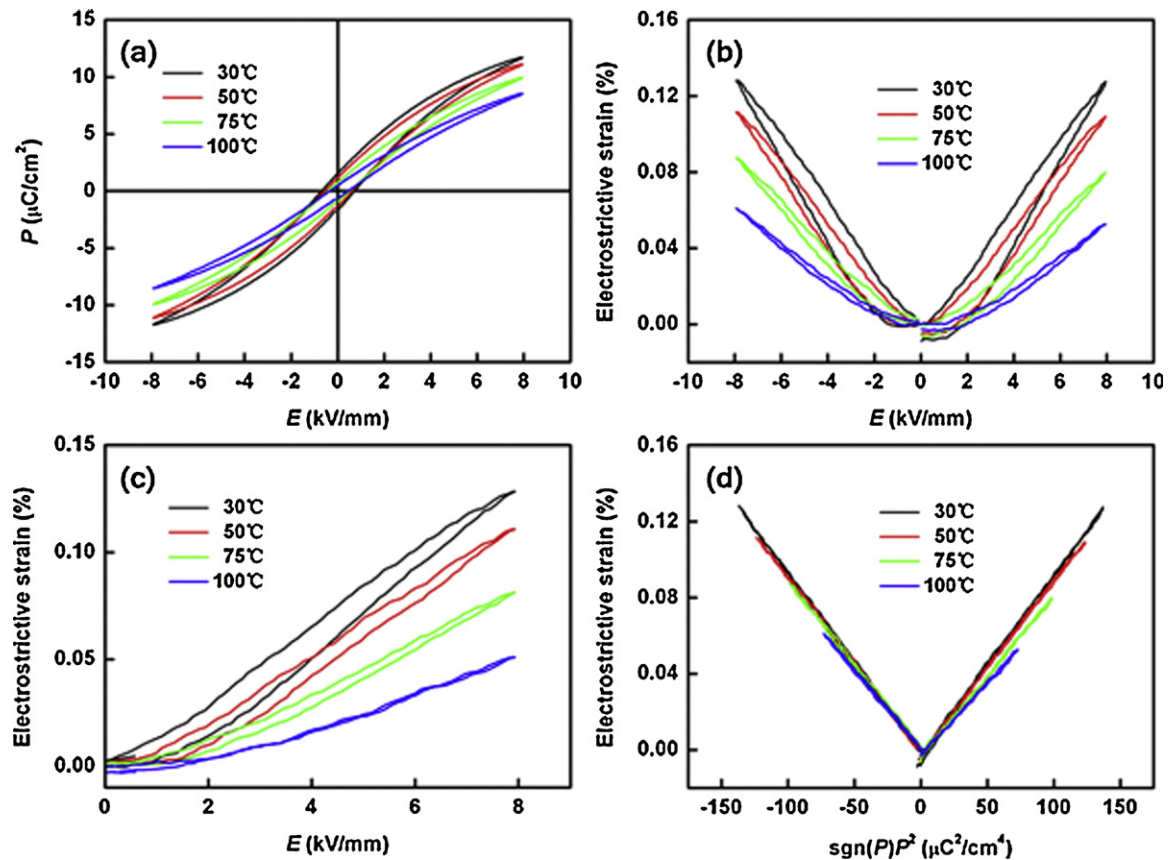 (a)
15
10
5
0
-5
-10
-15
P (μC/cm²)
30℃
50℃
75℃
100℃
-10 -8 -6 -4 -2 0 2 4 6 8 10
E (kV/mm)
(b)
0.16
0.12
0.08
0.04
0.00
Electrostrictive strain (%)
30℃
50℃
75℃
100℃
-10 -8 -6 -4 -2 0 2 4 6 8 10
E (kV/mm)
(c)
0.15
0.10
0.05
0.00
Electrostrictive strain (%)
30℃
50℃
75℃
100℃
0 2 4 6 8
E (kV/mm)
(d)
0.16
0.12
0.08
0.04
0.00
Electrostrictive strain (%)
30℃
50℃
75℃
100℃
-150 -100 -50 0 50 100 150
sgn(P)P² (μC²/cm⁴)